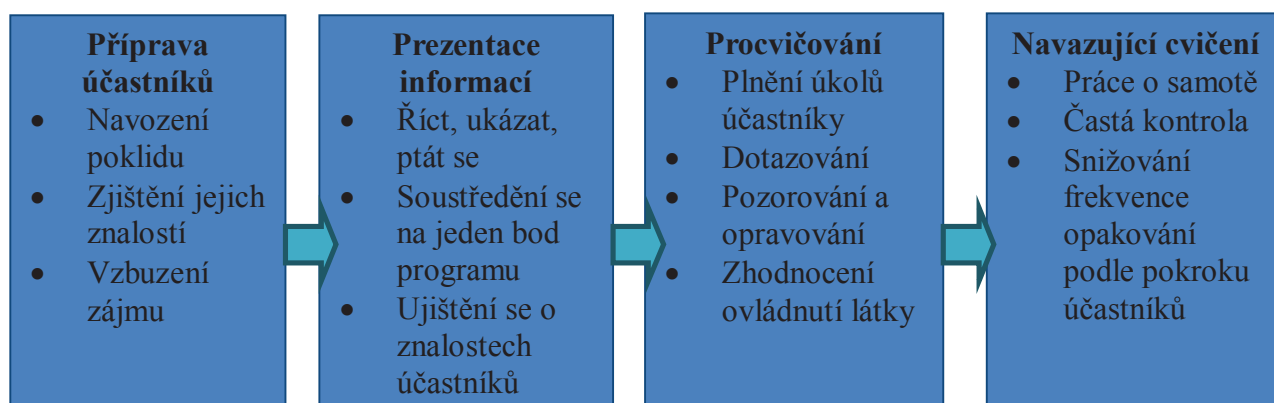 Příprava
účastníků
• Navození
poklidu
• Zjištění jejich
znalostí
• Vzbuzení
zájmu
Prezentace
informací
• Říct, ukázat,
ptát se
• Soustředění se
na jeden bod
programu
• Ujištění se o
znalostech
účastníků
Procvičování
• Plnění úkolů
účastníky
• Dotazování
• Pozorování a
opravování
• Zhodnocení
ovládnutí látky
Navazující cvičení
• Práce o samotě
• Častá kontrola
• Snižování
frekvence
opakování
podle pokroku
účastníků